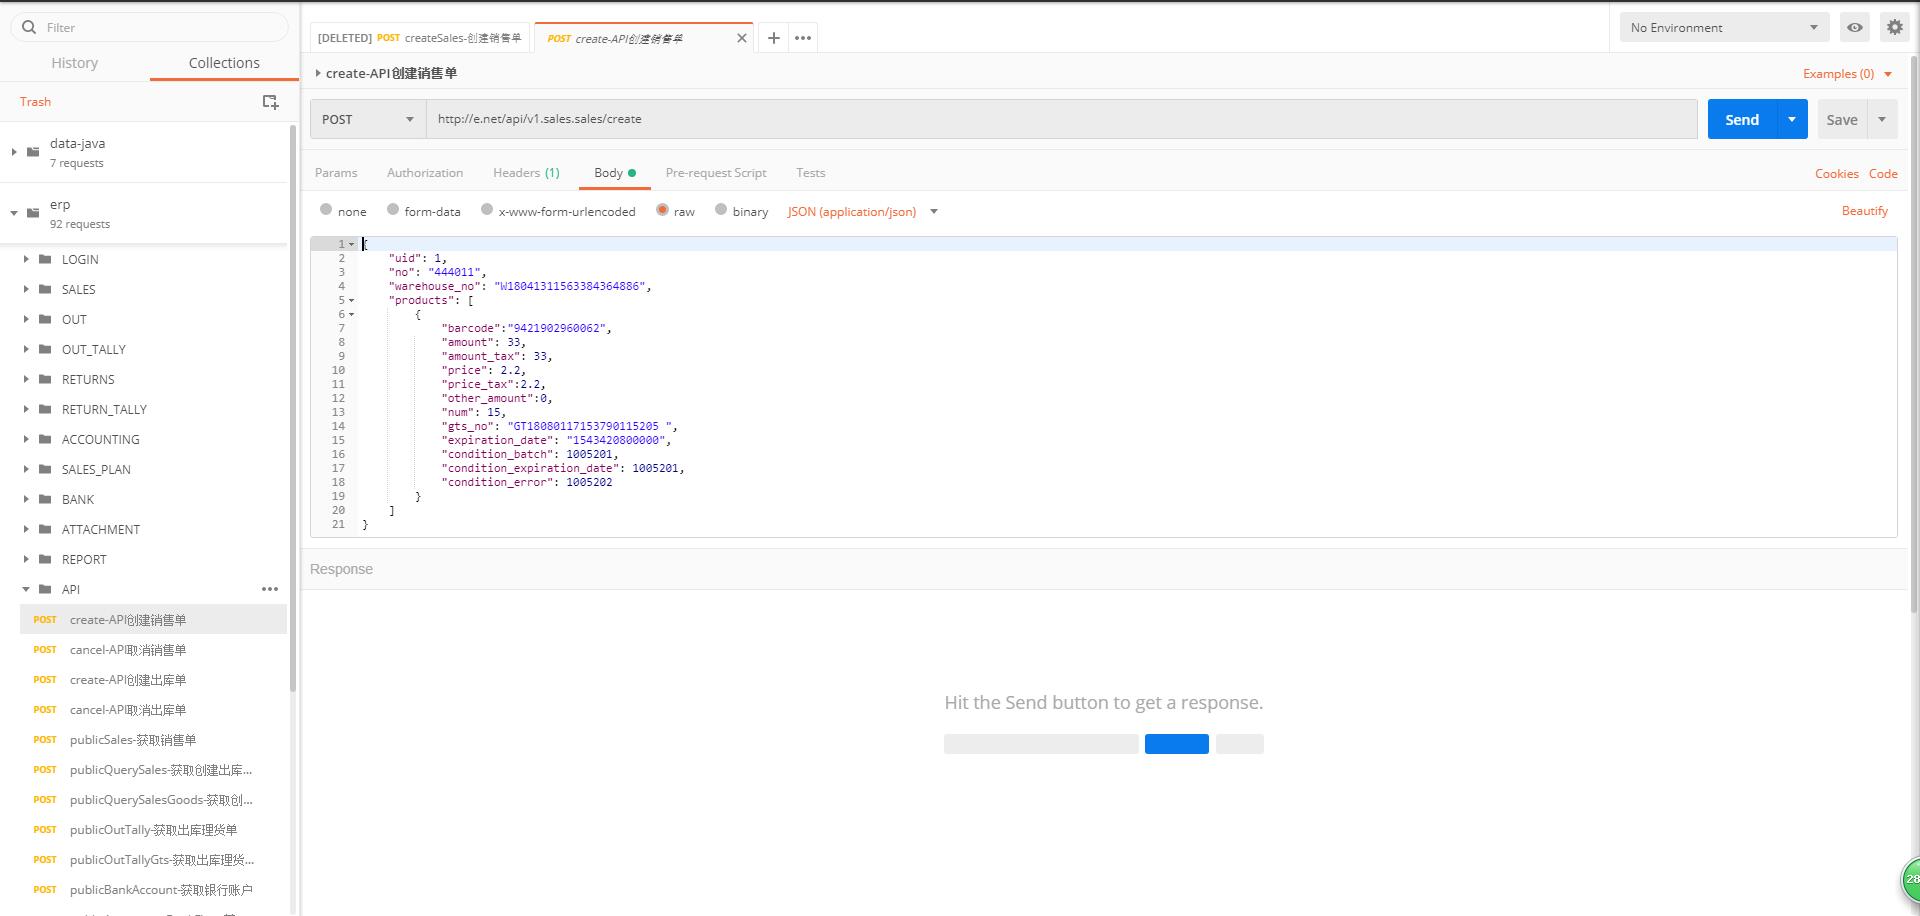 Filter
History
Collections
Trash
data-java
7 requests
erp
92 requests
LOGIN
SALES
OUT
OUT_TALLY
RETURNS
RETURN_TALLY
ACCOUNTING
SALES_PLAN
BANK
ATTACHMENT
REPORT
API
POST create-API创建销售单
POST cancel-API取消销售单
POST create-API创建出库单
POST cancel-API取消出库单
POST publicSales-获取销售单
POST publicQuerySales-获取创建出库...
POST publicQuerySalesGoods-获取创...
POST publicOutTally-获取出库理货单
POST publicOutTallyGts-获取出库理货...
POST publicBankAccount-获取银行账户
[DELETED] POST createSales-创建销售单
POST create-API创建销售单
No Environment
create-API创建销售单
Examples (0)
POST
http://e.net/api/v1.sales.sales/create
Send
Save
Params
Authorization
Headers (1)
Body
Pre-request Script
Tests
Cookies
Code
none
form-data
x-www-form-urlencoded
raw
binary
JSON (application/json)
Beautify
1 {
2 "uid": 1,
3 "no": "444011",
4 "warehouse_no": "W18041311563384364886",
5 "products": [
6 {
7 "barcode":"9421902960062",
8 "amount": 33,
9 "amount_tax": 33,
10 "price": 2.2,
11 "price_tax":2.2,
12 "other_amount":0,
13 "num": 15,
14 "gts_no": "GT18080117153790115205 ",
15 "expiration_date": "1543420800000",
16 "condition_batch": 1005201,
17 "condition_expiration_date": 1005201,
18 "condition_error": 1005202
19 }
20 ]
21 }
Response
Hit the Send button to get a response.
28